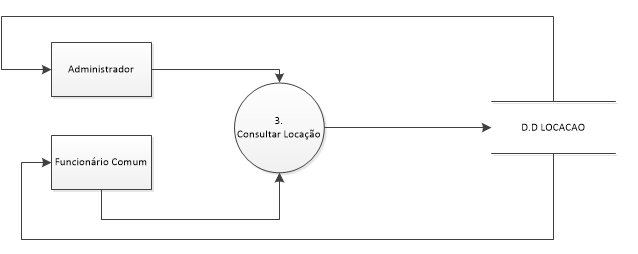 Administrador
3.
Consultar Locação
D.D LOCACAO
Funcionário Comum